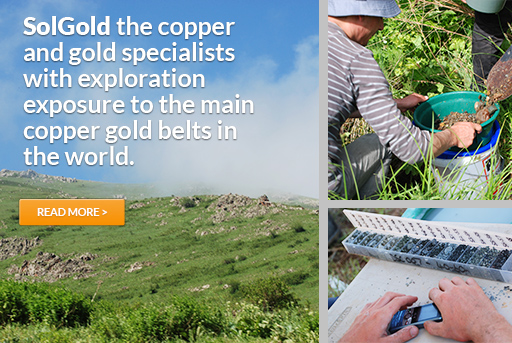 SolGold the copper
and gold specialists
with exploration
exposure to the main
copper gold belts in
the world.
READ MORE >